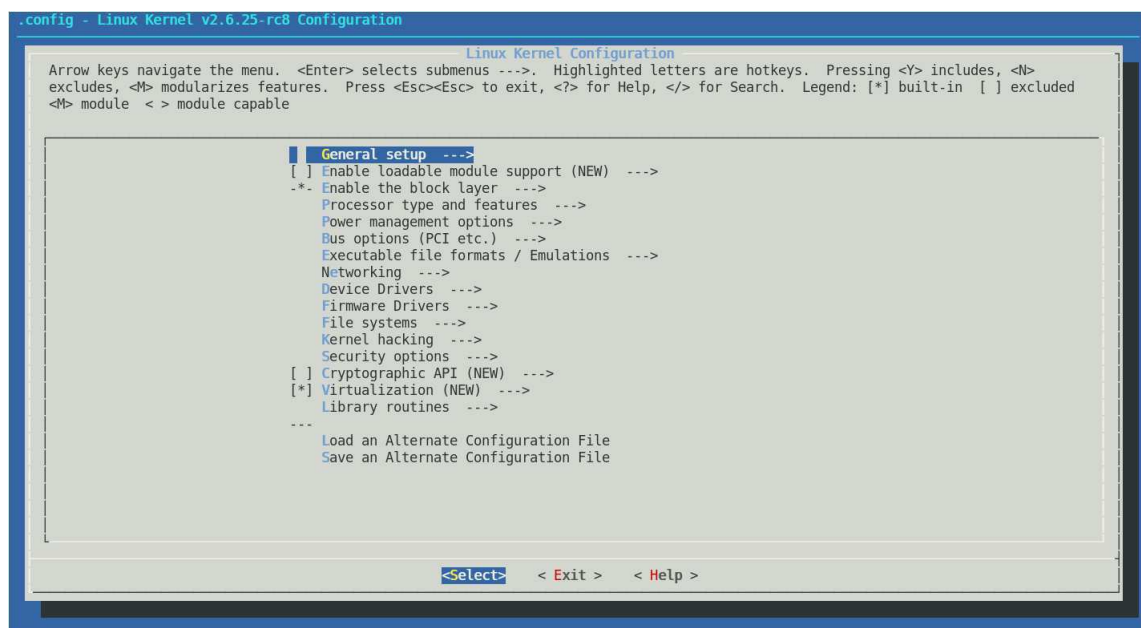 .config - Linux Kernel v2.6.25-rc8 Configuration
Linux Kernel Configuration
Arrow keys navigate the menu.  <Enter> selects submenus --->.  Highlighted letters are hotkeys.  Pressing <Y> includes, <N>
excludes, <M> modularizes features.  Press <Esc><Esc> to exit, <?> for Help, </> for Search.  Legend: [*] built-in  [ ] excluded
<M> module  < > module capable
General setup  --->
[ ] Enable loadable module support (NEW)  --->
-*- Enable the block layer  --->
Processor type and features  --->
Power management options  --->
Bus options (PCI etc.)  --->
Executable file formats / Emulations  --->
Networking  --->
Device Drivers  --->
Firmware Drivers  --->
File systems  --->
Kernel hacking  --->
Security options  --->
[ ] Cryptographic API (NEW)  --->
[*] Virtualization (NEW)  --->
Library routines  --->
---
Load an Alternate Configuration File
Save an Alternate Configuration File
<Select>    < Exit >    < Help >